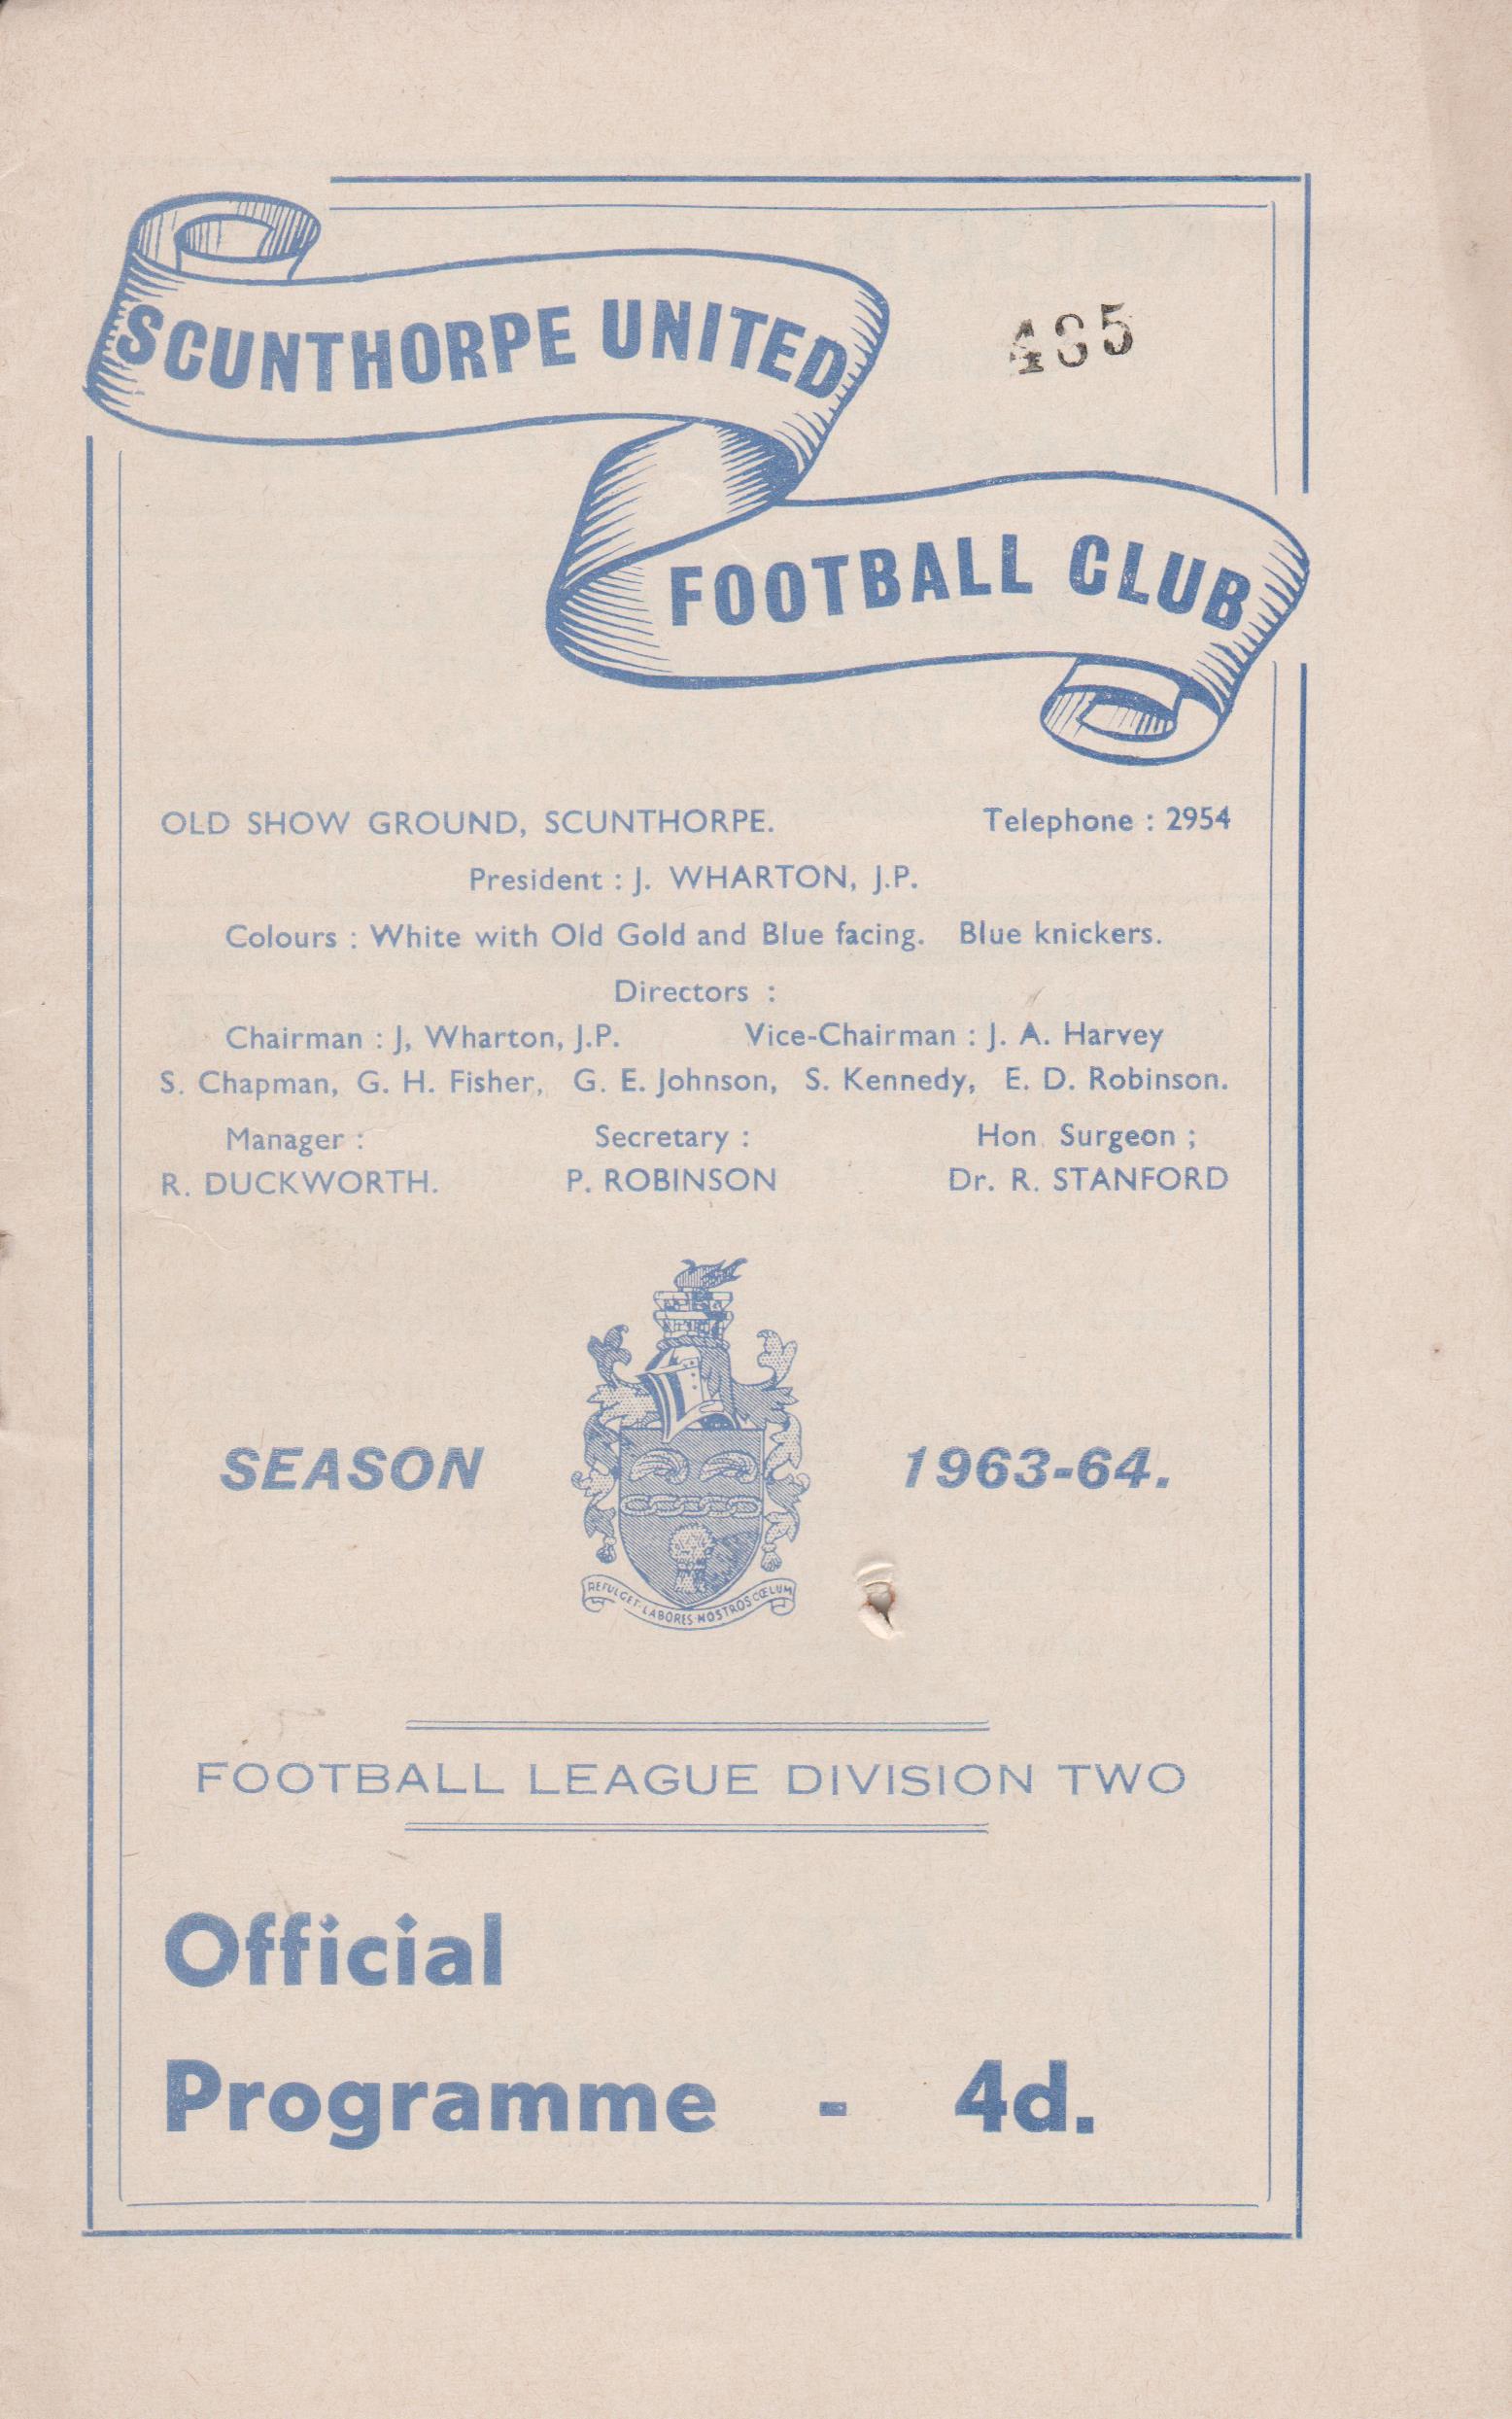 SCUNTHORPE UNITED
FOOTBALL CLUB
OLD SHOW GROUND, SCUNTHORPE. Telephone : 2954
President : J. WHARTON, J.P.
Colours : White with Old Gold and Blue facing. Blue knickers.
Directors :
Chairman : J, Wharton, J.P. Vice-Chairman : J. A. Harvey
S. Chapman, G. H. Fisher, G. E. Johnson, S. Kennedy, E. D. Robinson.
Manager : Secretary : Hon. Surgeon ;
R. DUCKWORTH. P. ROBINSON Dr. R. STANFORD
SEASON 1963-64.
REFULGET·LABORES·NOSTROS·CŒLUM
FOOTBALL LEAGUE DIVISION TWO
Official
Programme - 4d.